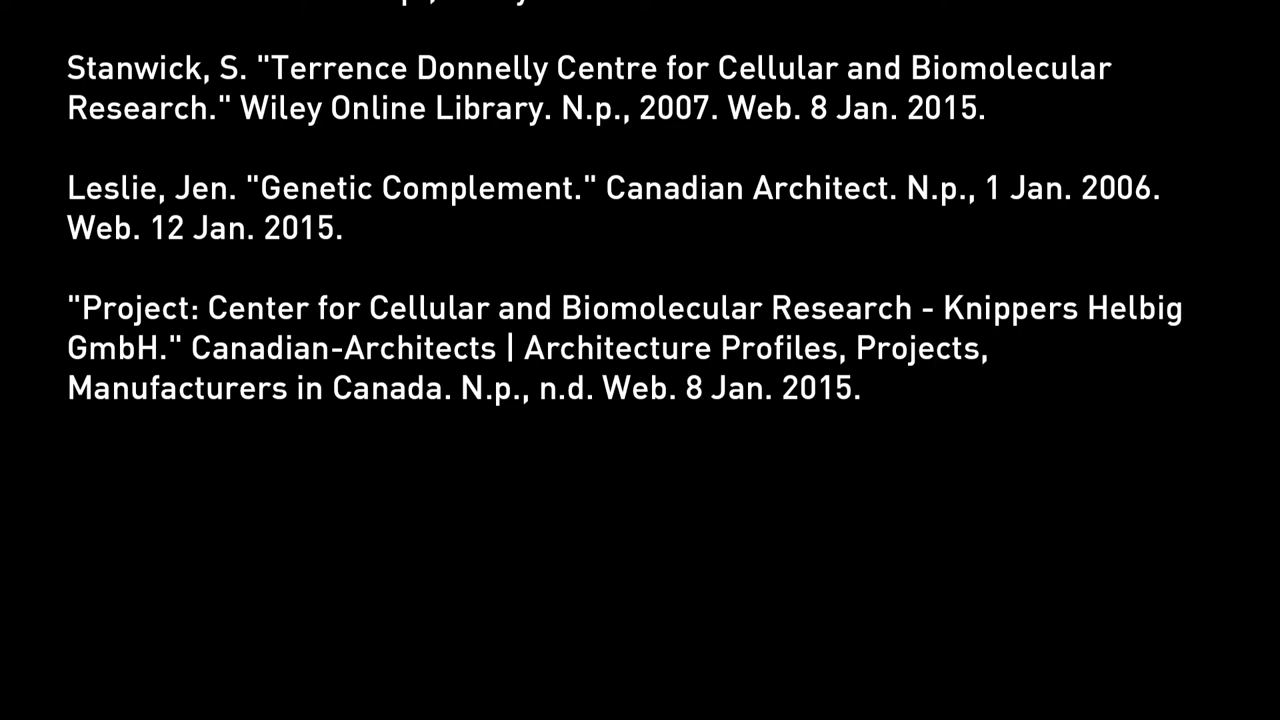 Stanwick, S. "Terrence Donnelly Centre for Cellular and Biomolecular
Research." Wiley Online Library. N.p., 2007. Web. 8 Jan. 2015.
Leslie, Jen. "Genetic Complement." Canadian Architect. N.p., 1 Jan. 2006.
Web. 12 Jan. 2015.
"Project: Center for Cellular and Biomolecular Research - Knippers Helbig
GmbH." Canadian-Architects | Architecture Profiles, Projects,
Manufacturers in Canada. N.p., n.d. Web. 8 Jan. 2015.